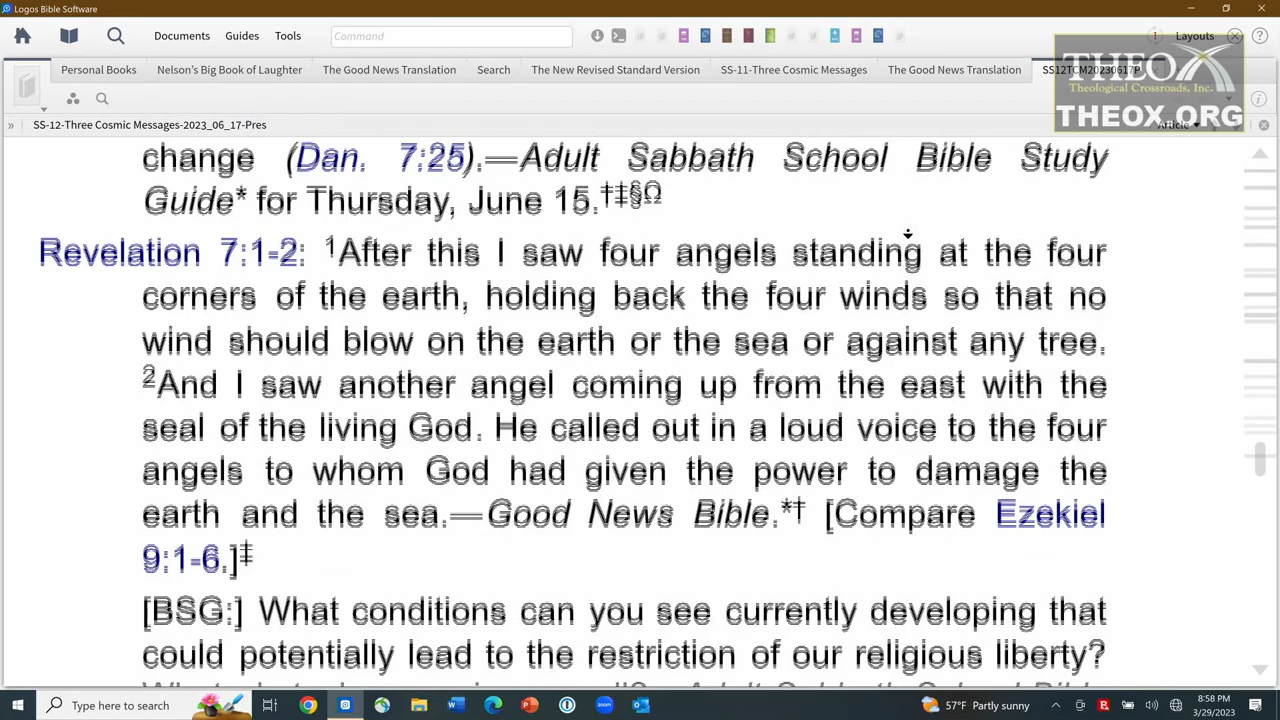 Logos Bible Software
Documents Guides Tools Command Layouts
Personal Books Nelson's Big Book of Laughter Search The New Revised Standard Version SS-11-Three Cosmic Messages The Good News Translation SS12TCM20230617P
THEOX
Theological Crossroads, Inc.
THEOX.ORG
SS-12-Three Cosmic Messages-2023_06_17-Pres Article
change (Dan. 7:25).—Adult Sabbath School Bible Study
Guide* for Thursday, June 15.†‡§Ω
Revelation 7:1-2: 1After this I saw four angels standing at the four
corners of the earth, holding back the four winds so that no
wind should blow on the earth or the sea or against any tree.
2And I saw another angel coming up from the east with the
seal of the living God. He called out in a loud voice to the four
angels to whom God had given the power to damage the
earth and the sea.—Good News Bible.*† [Compare Ezekiel
9:1-6.]‡
[BSG:] What conditions can you see currently developing that
could potentially lead to the restriction of our religious liberty?
Type here to search 57°F Partly sunny 8:58 PM
3/29/2023